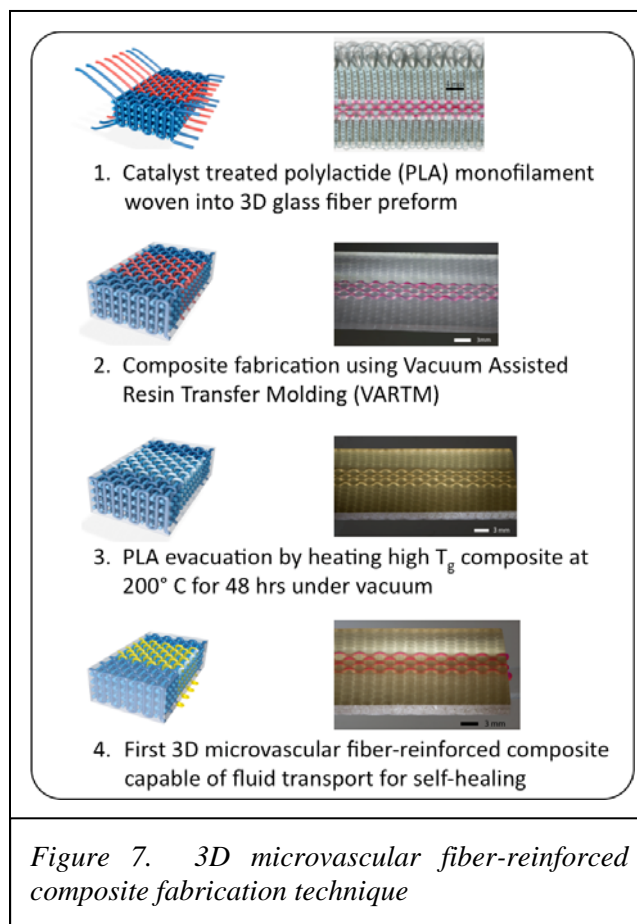 1. Catalyst treated polylactide (PLA) monofilament
woven into 3D glass fiber preform
3mm
2. Composite fabrication using Vacuum Assisted
Resin Transfer Molding (VARTM)
3 mm
3. PLA evacuation by heating high Tg composite at
200° C for 48 hrs under vacuum
3 mm
4. First 3D microvascular fiber-reinforced composite
capable of fluid transport for self-healing
Figure 7. 3D microvascular fiber-reinforced
composite fabrication technique